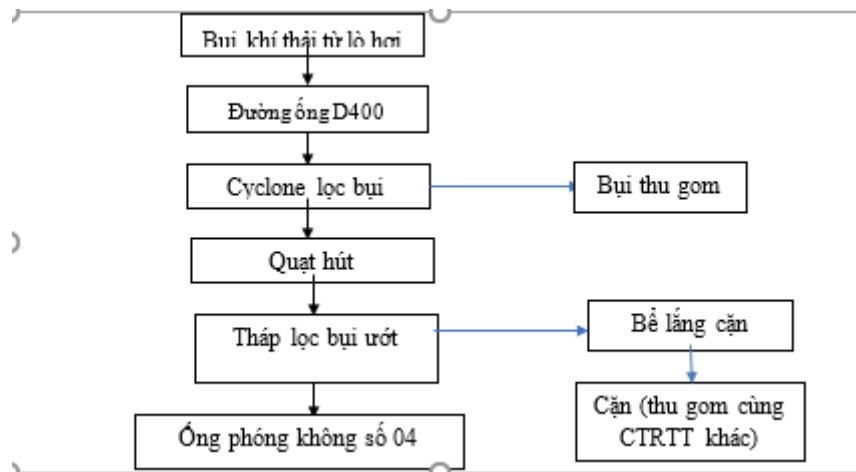 Bụi khí thải từ lò hơi
Đường ống D400
Cyclone lọc bụi
Bụi thu gom
Quạt hút
Tháp lọc bụi ướt
Bể lắng cặn
Cặn (thu gom cùng
CTRTT khác)
Ống phóng không số 04